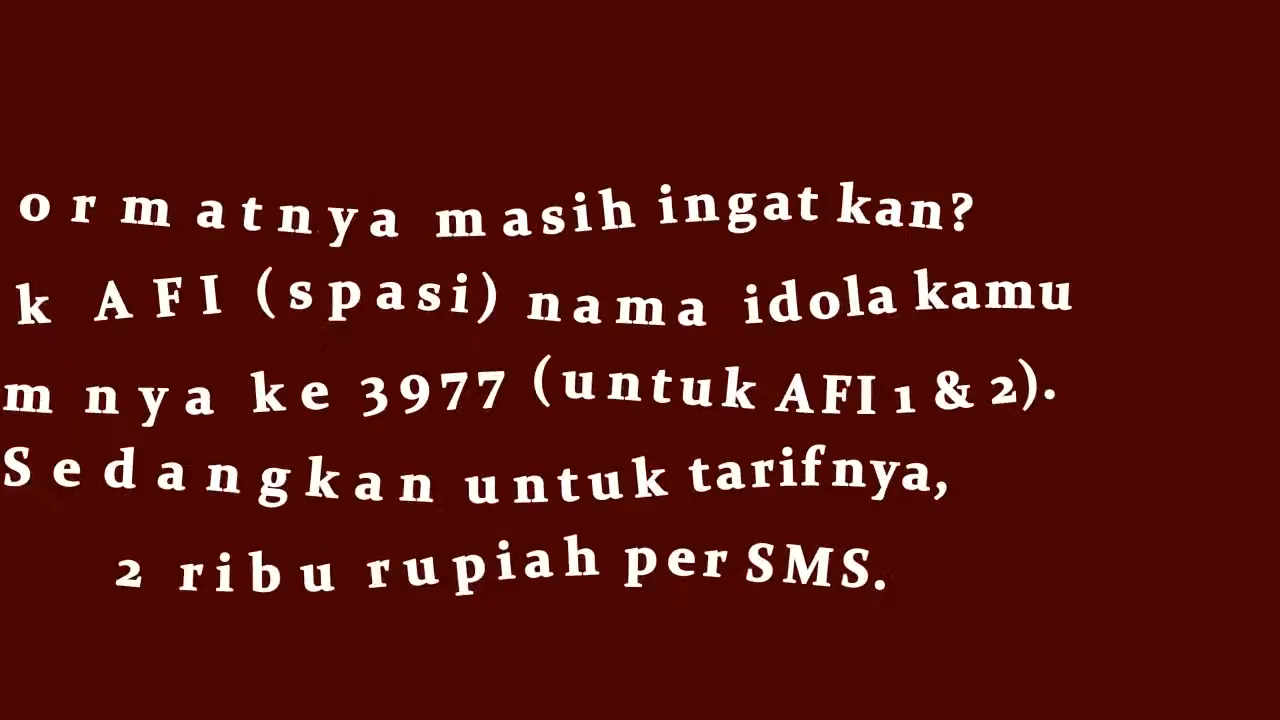 ormatnya masih ingat kan?
k AFI (spasi) nama idola kamu
mnya ke 3977 (untuk AFI 1 & 2).
Sedangkan untuk tarifnya,
2 ribu rupiah per SMS.